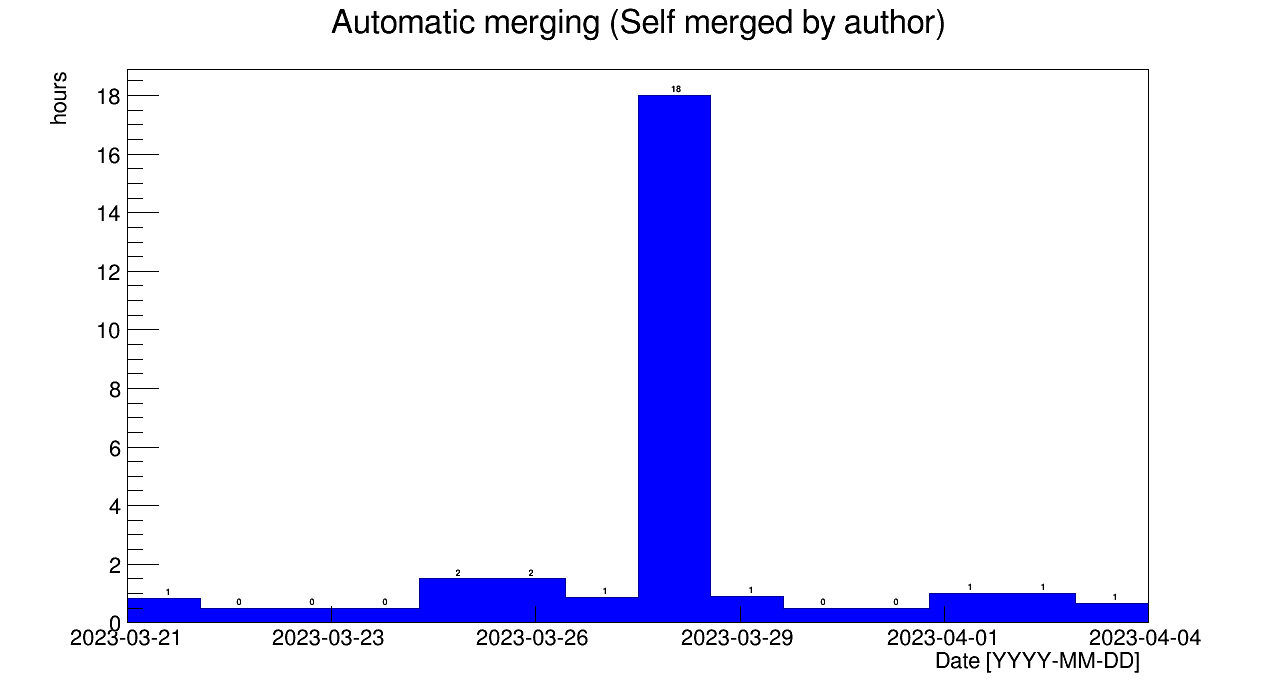 Automatic merging (Self merged by author)
hours
18
16
14
12
10
8
6
4
2
0
1 0 0 0 2 2 1 18 1 0 0 1 1 1
2023-03-21 2023-03-23 2023-03-26 2023-03-29 2023-04-01 2023-04-04
Date [YYYY-MM-DD]